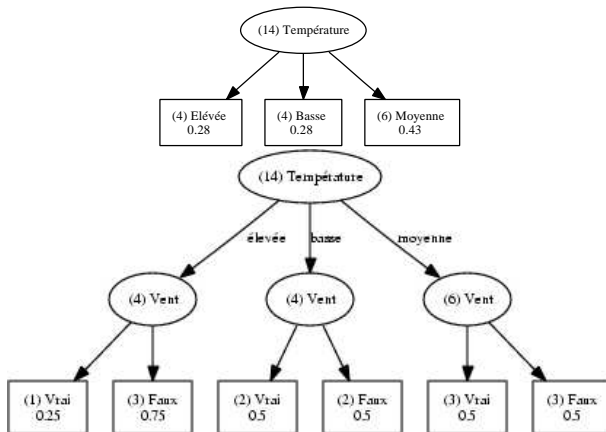 (14) Température
(4) Elévée
0.28
(4) Basse
0.28
(6) Moyenne
0.43
(14) Température
élevée
basse
moyenne
(4) Vent
(4) Vent
(6) Vent
(1) Vrai
0.25
(3) Faux
0.75
(2) Vrai
0.5
(2) Faux
0.5
(3) Vrai
0.5
(3) Faux
0.5